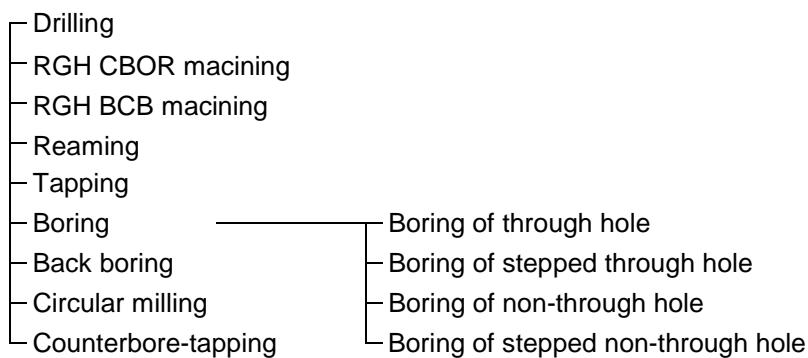 Drilling
RGH CBOR macining
RGH BCB macining
Reaming
Tapping
Boring
Back boring
Circular milling
Counterbore-tapping
Boring of through hole
Boring of stepped through hole
Boring of non-through hole
Boring of stepped non-through hole